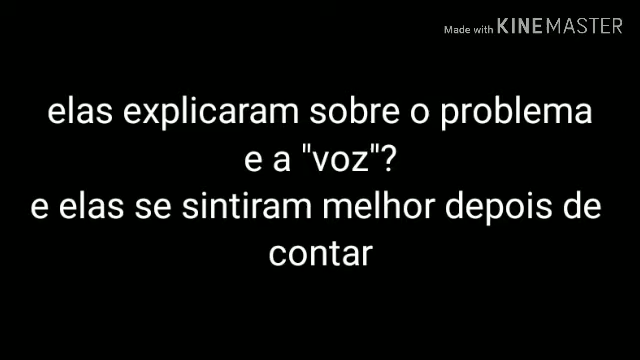 Made with KINEMASTER
elas explicaram sobre o problema
e a "voz"?
e elas se sintiram melhor depois de
contar